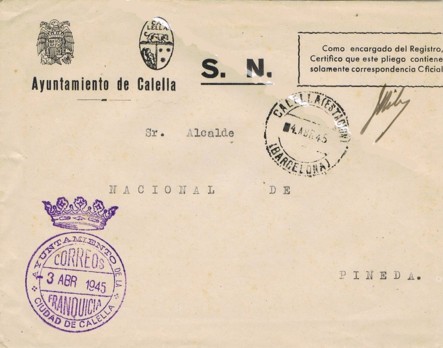 CELLA
Ayuntamiento de Calella
S. N.
Como encargado del Registro,
Certifico que este pliego contiene
solamente correspondencia Oficial
CALELLA (ESTACION)
4.ABR.45
(BARCELONA)
Sr. Alcalde
NACIONAL DE
PINEDA.
AYUNTAMIENTO DE LA
CORREOS
3 ABR 1945
FRANQUICIA
CIUDAD DE CALELLA